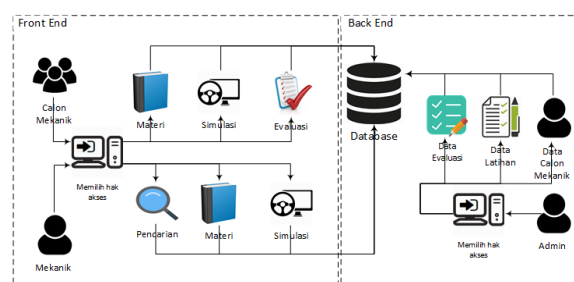 Front End
Back End
Calon
Mekanik
Materi
Simulasi
Evaluasi
Database
Data
Evaluasi
Data
Latihan
Data
Calon
Mekanik
Memilih hak
akses
Pencarian
Materi
Simulasi
Mekanik
Memilih hak
akses
Admin